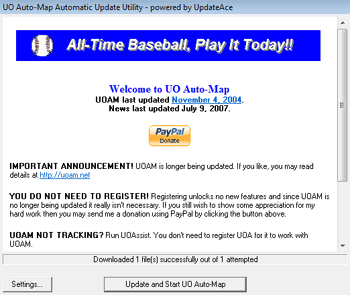 UO Auto-Map Automatic Update Utility - powered by UpdateAce
All-Time Baseball, Play It Today!!
Welcome to UO Auto-Map
UOAM last updated November 4, 2004.
News last updated July 9, 2007.
PayPal
Donate
IMPORTANT ANNOUNCEMENT! UOAM is longer being updated. If you like, you may read
details at http://uoam.net
YOU DO NOT NEED TO REGISTER! Registering unlocks no new features and since UOAM is
no longer being updated it really isn't necessary. If you still wish to show some appreciation for my
hard work then you may send me a donation using PayPal by clicking the button above.
UOAM NOT TRACKING? Run UOAssist. You don't need to register UOA for it to work with
UOAM.
Downloaded 1 file(s) successfully out of 1 attempted
Settings...
Update and Start UO Auto-Map